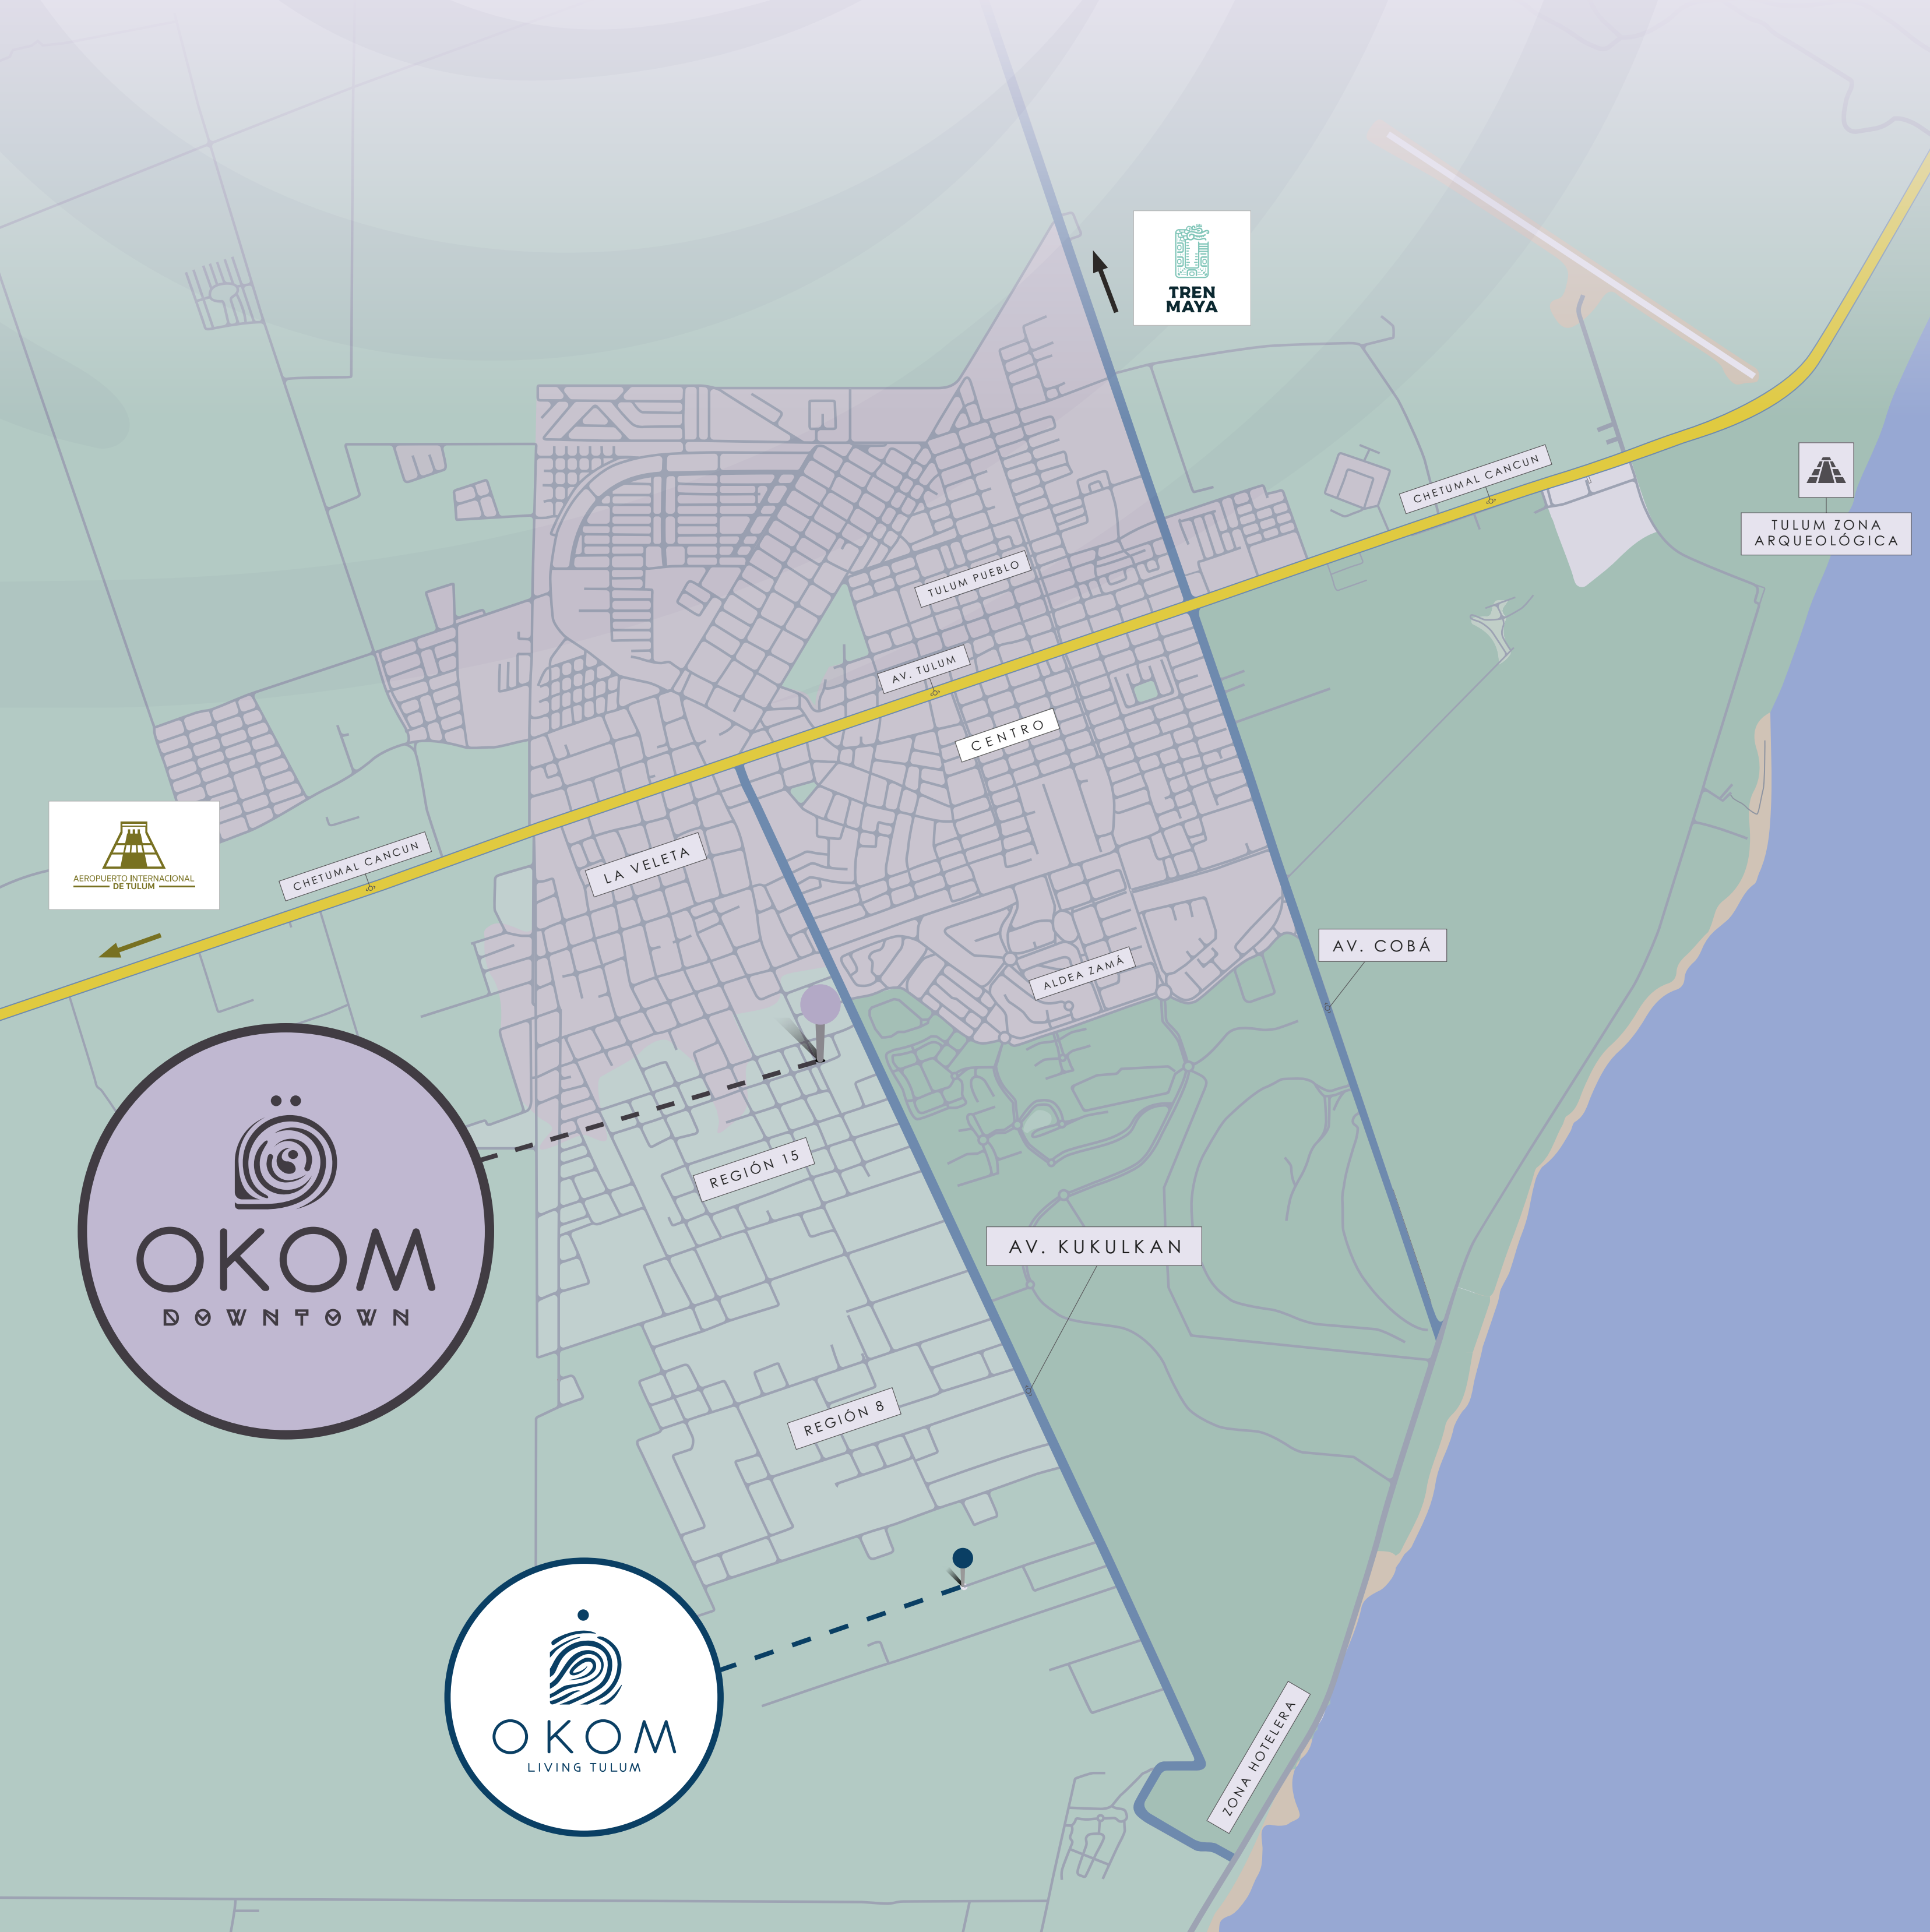 TREN
MAYA
CHETUMAL CANCUN
TULUM ZONA
ARQUEOLÓGICA
TULUM PUEBLO
AV. TULUM
CENTRO
AEROPUERTO INTERNACIONAL
DE TULUM
CHETUMAL CANCUN
LA VELETA
AV. COBÁ
ALDEA ZAMÁ
REGIÓN 15
OKOM
DOWNTOWN
AV. KUKULKAN
REGIÓN 8
OKOM
LIVING TULUM
ZONA HOTELERA